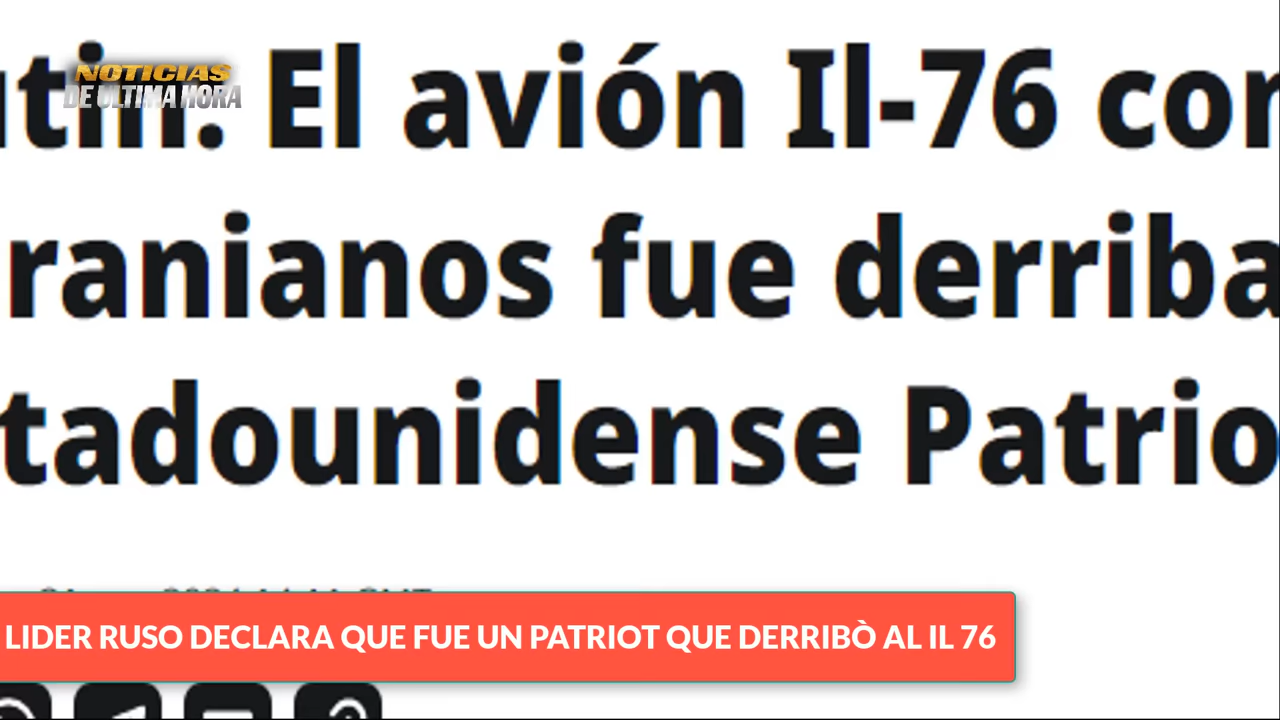 NOTICIAS
DE ULTIMA HORA
utin: El avión Il-76 con
ranianos fue derriba
tadounidense Patrio
LIDER RUSO DECLARA QUE FUE UN PATRIOT QUE DERRIBÒ AL IL 76